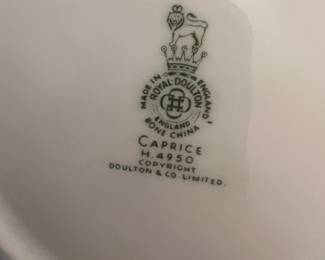 MADE IN ENGLAND
ROYAL DOULTON
ENGLAND
BONE CHINA
CAPRICE
H.4950
COPYRIGHT
DOULTON & CO. LIMITED.